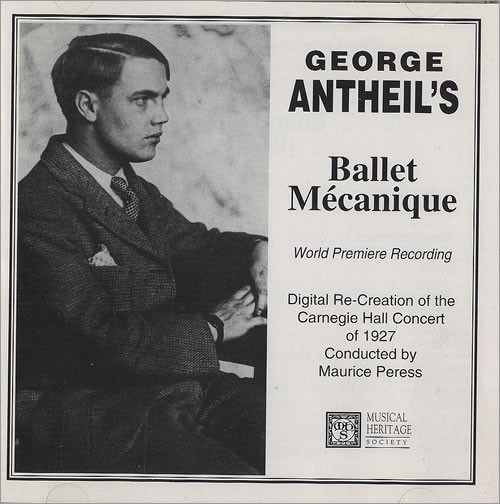 GEORGE
ANTHEIL'S
Ballet
Mécanique
World Premiere Recording
Digital Re-Creation of the
Carnegie Hall Concert
of 1927
Conducted by
Maurice Peress
MHS
MUSICAL
HERITAGE
SOCIETY